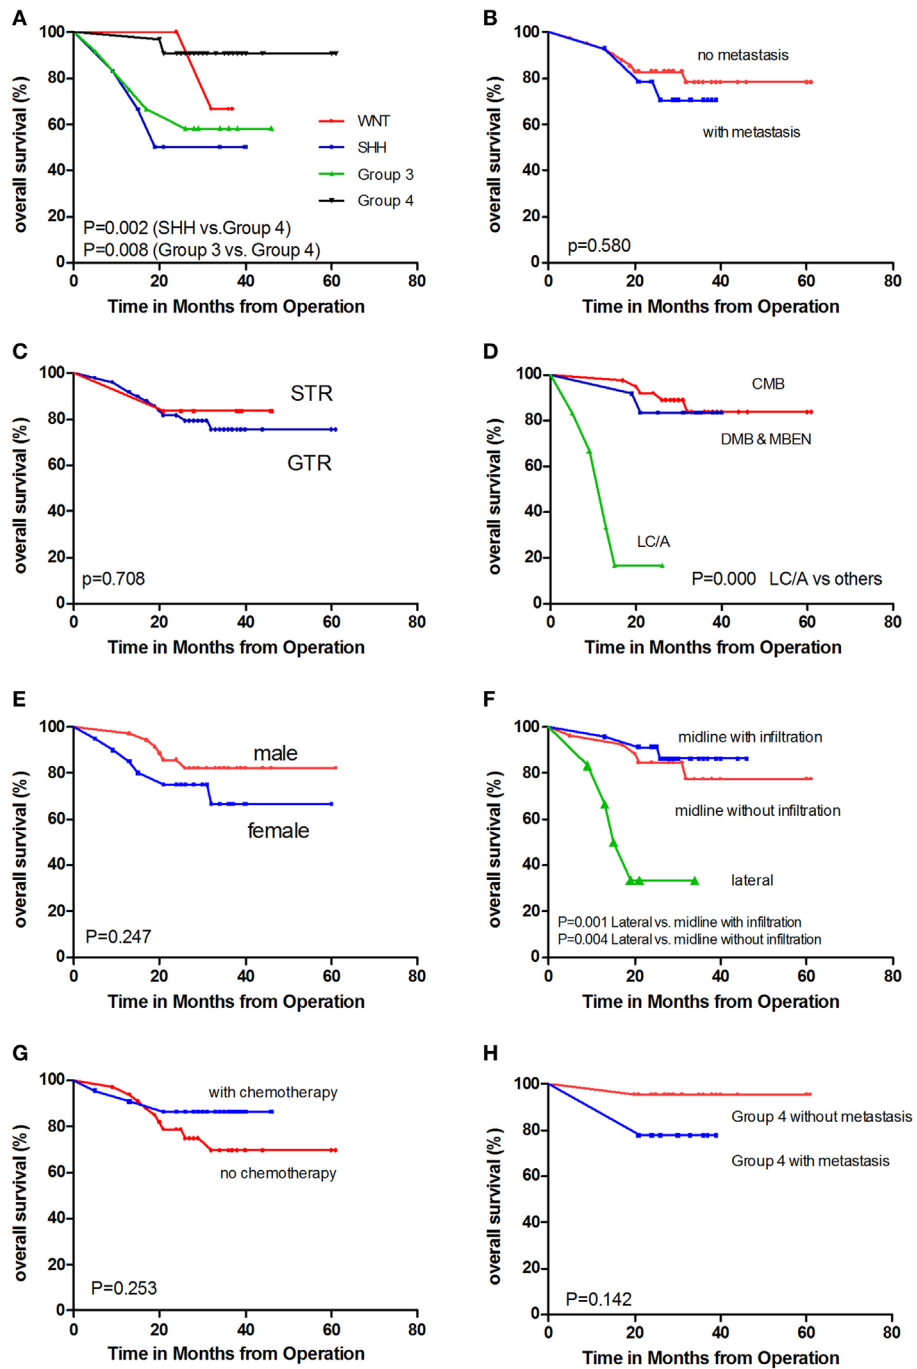 A
overall survival (%)
100
80
60
40
20
0
WNT
SHH
Group 3
Group 4
P=0.002 (SHH vs.Group 4)
P=0.008 (Group 3 vs. Group 4)
0 20 40 60 80
Time in Months from Operation
B
overall survival (%)
100
80
60
40
20
0
no metastasis
with metastasis
p=0.580
0 20 40 60 80
Time in Months from Operation
C
overall survival (%)
100
80
60
40
20
0
STR
GTR
p=0.708
0 20 40 60 80
Time in Months from Operation
D
overall survival (%)
100
80
60
40
20
0
CMB
DMB & MBEN
LC/A
P=0.000 LC/A vs others
0 20 40 60 80
Time in Months from Operation
E
overall survival (%)
100
80
60
40
20
0
male
female
P=0.247
0 20 40 60 80
Time in Months from Operation
F
overall survival (%)
100
80
60
40
20
0
midline with infiltration
midline without infiltration
lateral
P=0.001 Lateral vs. midline with infiltration
P=0.004 Lateral vs. midline without infiltration
0 20 40 60 80
Time in Months from Operation
G
overall survival (%)
100
80
60
40
20
0
with chemotherapy
no chemotherapy
P=0.253
0 20 40 60 80
Time in Months from Operation
H
overall survival (%)
100
80
60
40
20
0
Group 4 without metastasis
Group 4 with metastasis
P=0.142
0 20 40 60 80
Time in Months from Operation